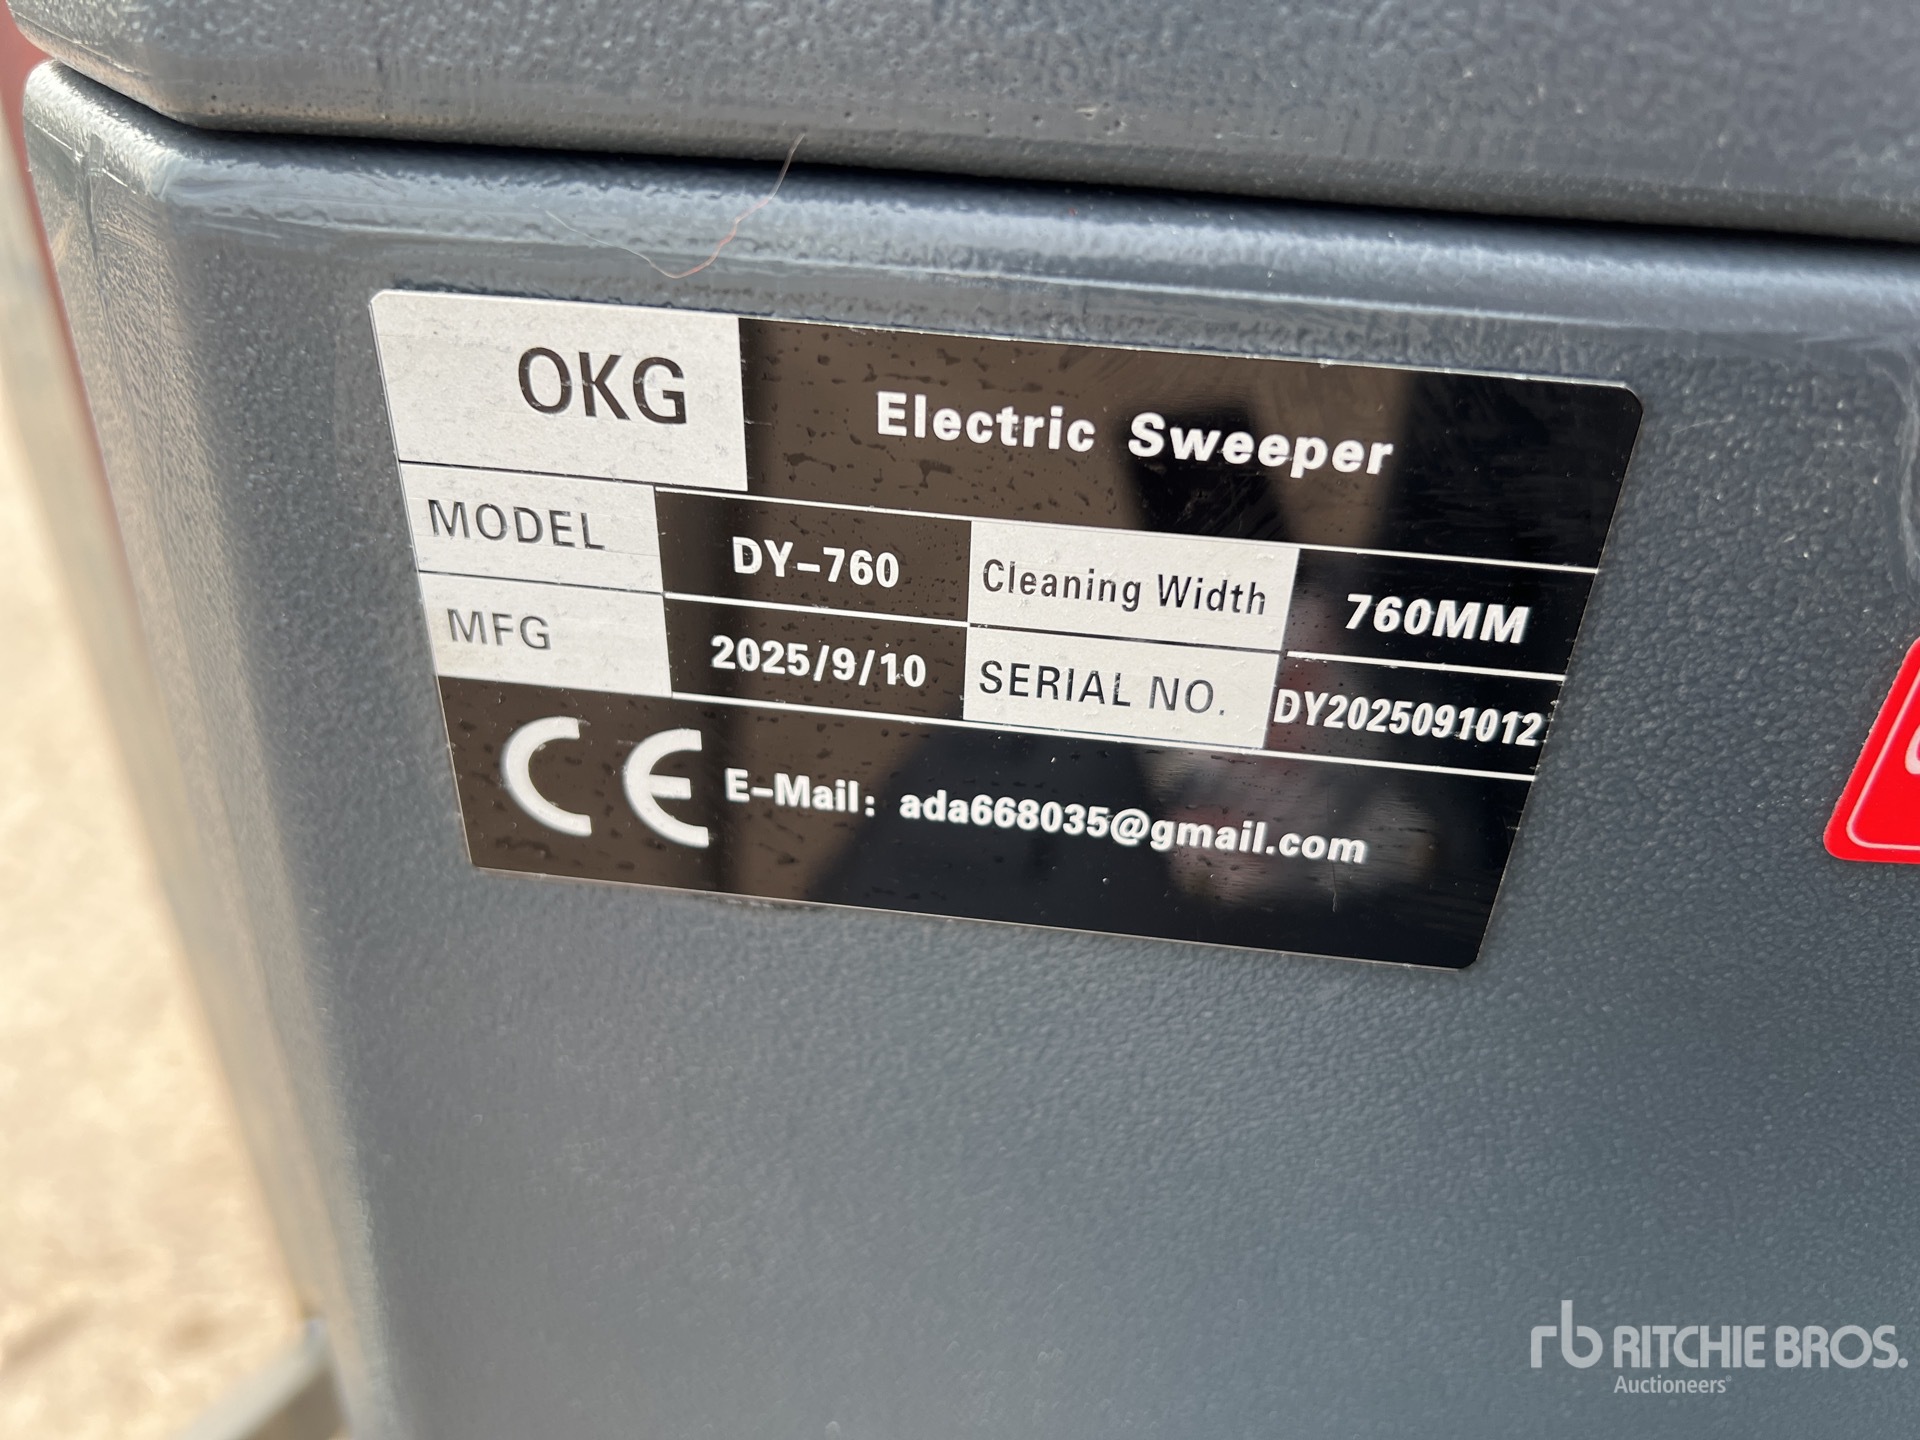 OKG
Electric Sweeper
MODEL DY-760 Cleaning Width 760MM
MFG 2025/9/10 SERIAL NO. DY2025091012
CE E-Mail: ada668035@gmail.com
rb RITCHIE BROS.
Auctioneers